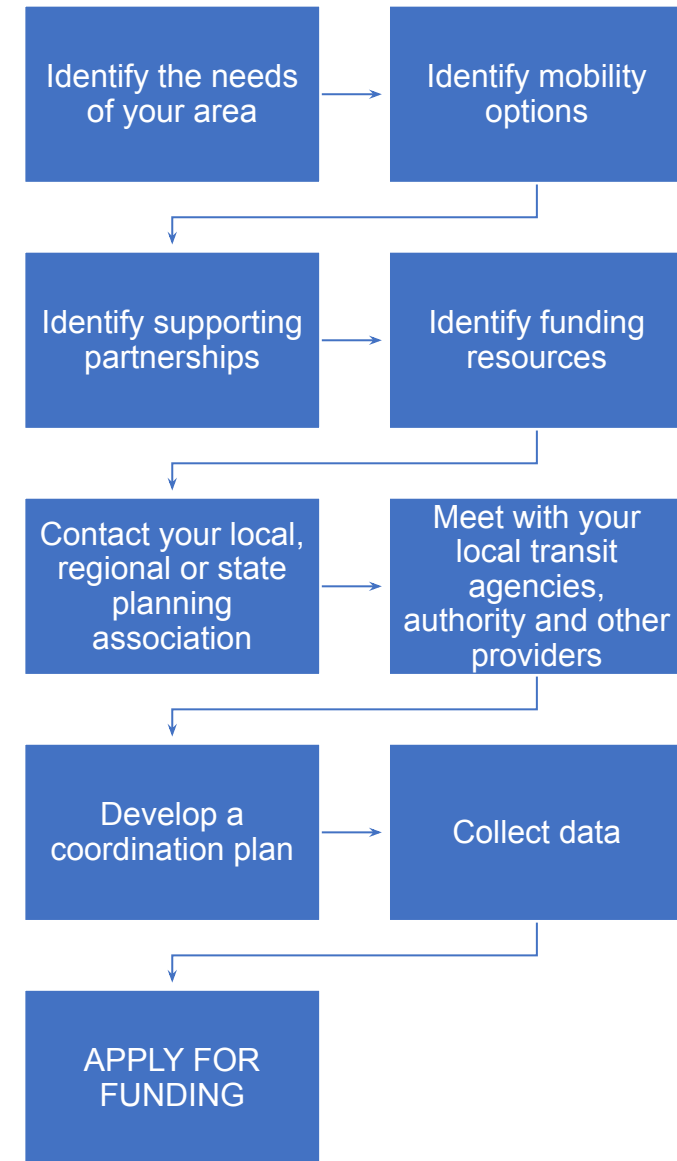 Identify the needs
of your area
Identify mobility
options
Identify supporting
partnerships
Identify funding
resources
Contact your local,
regional or state
planning
association
Meet with your
local transit
agencies,
authority and other
providers
Develop a
coordination plan
Collect data
APPLY FOR
FUNDING